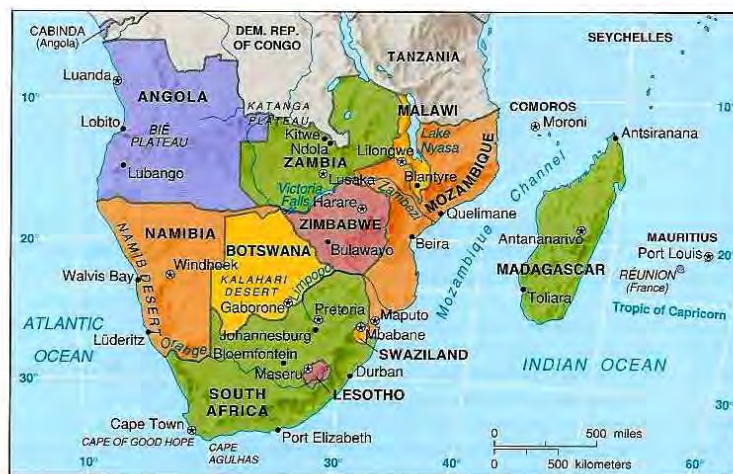 CABINDA
(Angola)
DEM. REP.
OF CONGO
TANZANIA
SEYCHELLES
Luanda
10°
10°
ANGOLA
KATANGA
PLATEAU
MALAWI
COMOROS
Moroni
Lobito
BIÉ
PLATEAU
Kitwe
Ndola
Lake
Nyasa
Antsiranana
Lilongwe
ZAMBIA
Lubango
Lusaka
Blantyre
MOZAMBIQUE
Mozambique Channel
Victoria
Falls
Zambezi
Harare
Quelimane
ZIMBABWE
NAMIBIA
BOTSWANA
20°
20°
Bulawayo
Beira
Antananarivo
MAURITIUS
Port Louis
NAMIB DESERT
Windhoek
Walvis Bay
KALAHARI
DESERT
Limpopo
MADAGASCAR
RÉUNION
(France)
Gaborone
Toliara
Pretoria
Maputo
Tropic of Capricorn
ATLANTIC
OCEAN
Johannesburg
Mbabane
Lüderitz
Orange
Bloemfontein
SWAZILAND
INDIAN OCEAN
Maseru
Durban
30°
30°
LESOTHO
SOUTH
AFRICA
Cape Town
CAPE OF GOOD HOPE
CAPE
AGULHAS
Port Elizabeth
0 500 miles
0 500 kilometers
10°
30°
40°
50°
60°